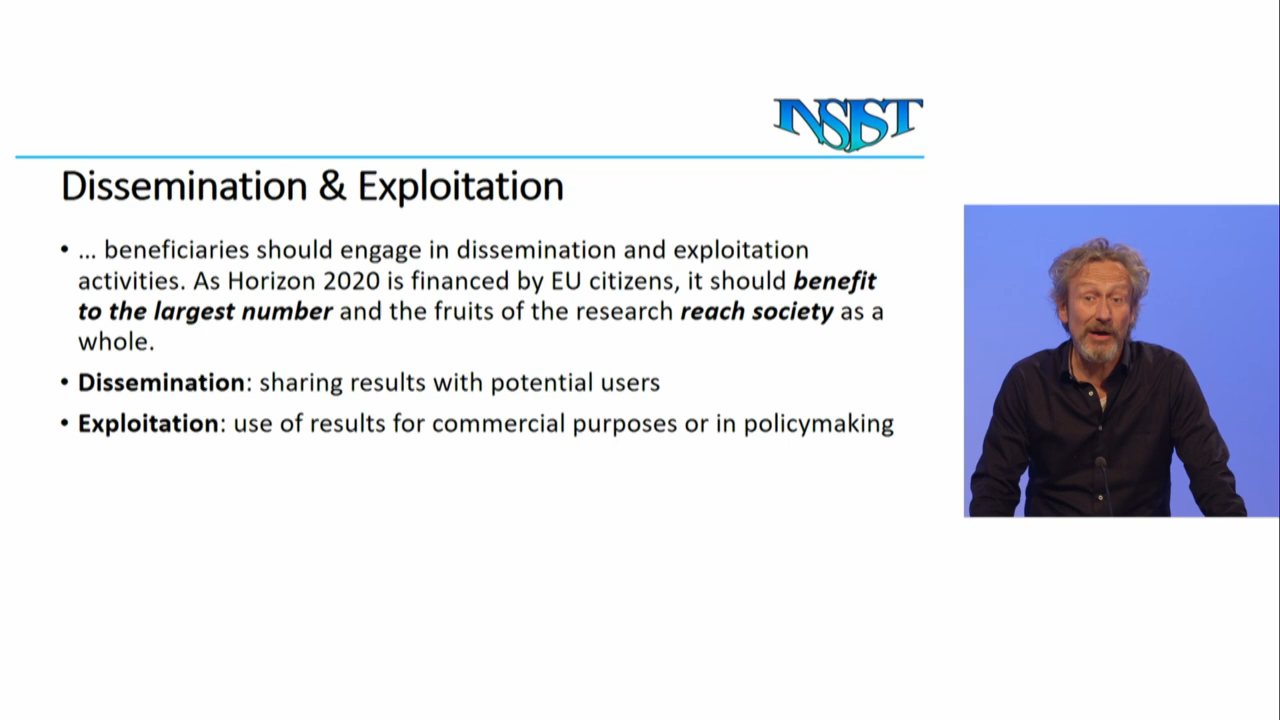 INSIST
Dissemination & Exploitation
• ... beneficiaries should engage in dissemination and exploitation
activities. As Horizon 2020 is financed by EU citizens, it should benefit
to the largest number and the fruits of the research reach society as a
whole.
• Dissemination: sharing results with potential users
• Exploitation: use of results for commercial purposes or in policymaking